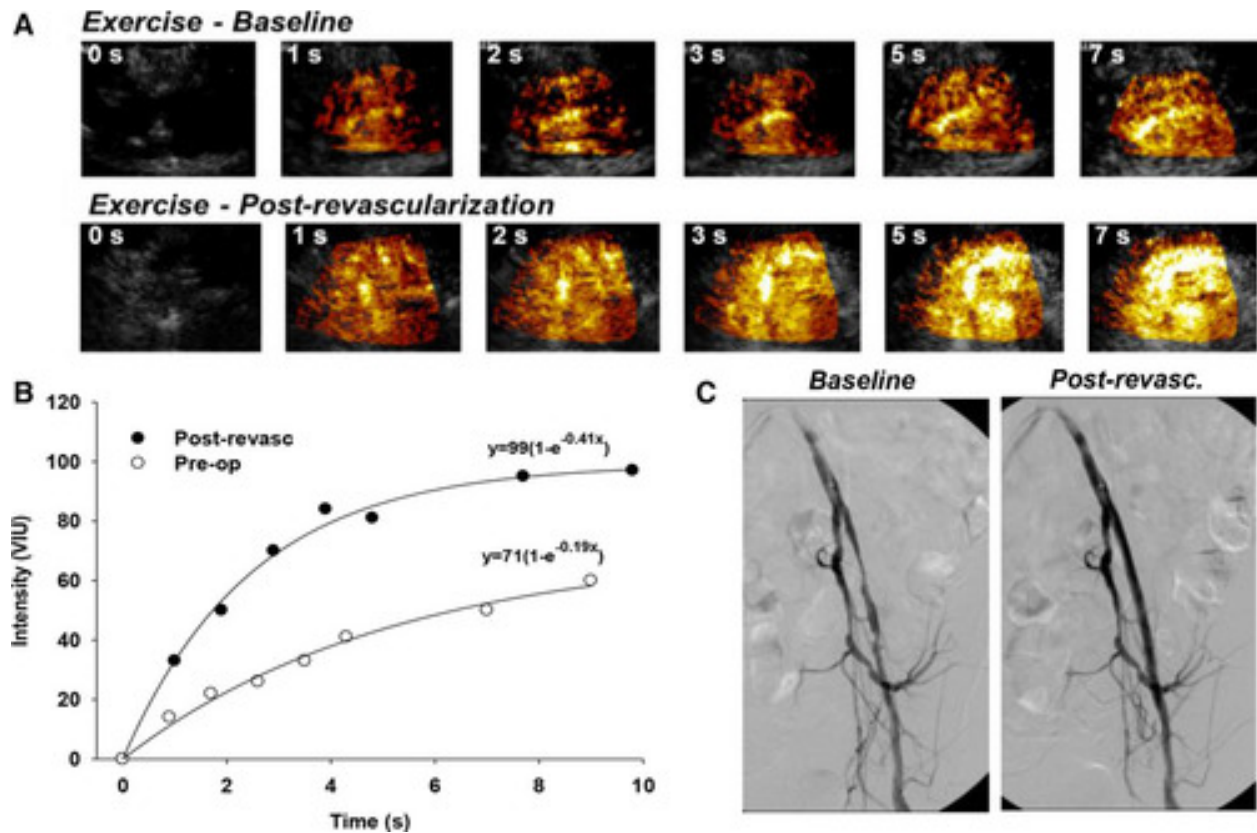 A
Exercise - Baseline
0 s 1 s 2 s 3 s 5 s 7 s
Exercise - Post-revascularization
0 s 1 s 2 s 3 s 5 s 7 s
B
120
100
80
60
40
20
0
Intensity (VIU)
Post-revasc
Pre-op
y=99(1-e^-0.41x)
y=71(1-e^-0.19x)
0 2 4 6 8 10
Time (s)
C
Baseline Post-revasc.